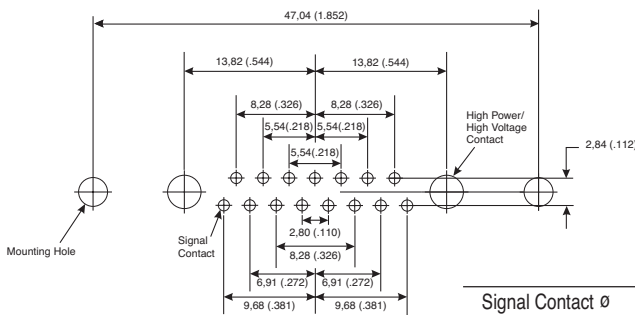 47,04 (1.852)
13,82 (.544)
13,82 (.544)
8,28 (.326)
8,28 (.326)
High Power/
High Voltage
Contact
5,54(.218)
5,54(.218)
2,84 (.112)
5,54(.218)
Mounting Hole
Signal
Contact
2,80 (.110)
8,28 (.326)
6,91 (.272)
6,91 (.272)
9,68 (.381)
9,68 (.381)
Signal Contact ø